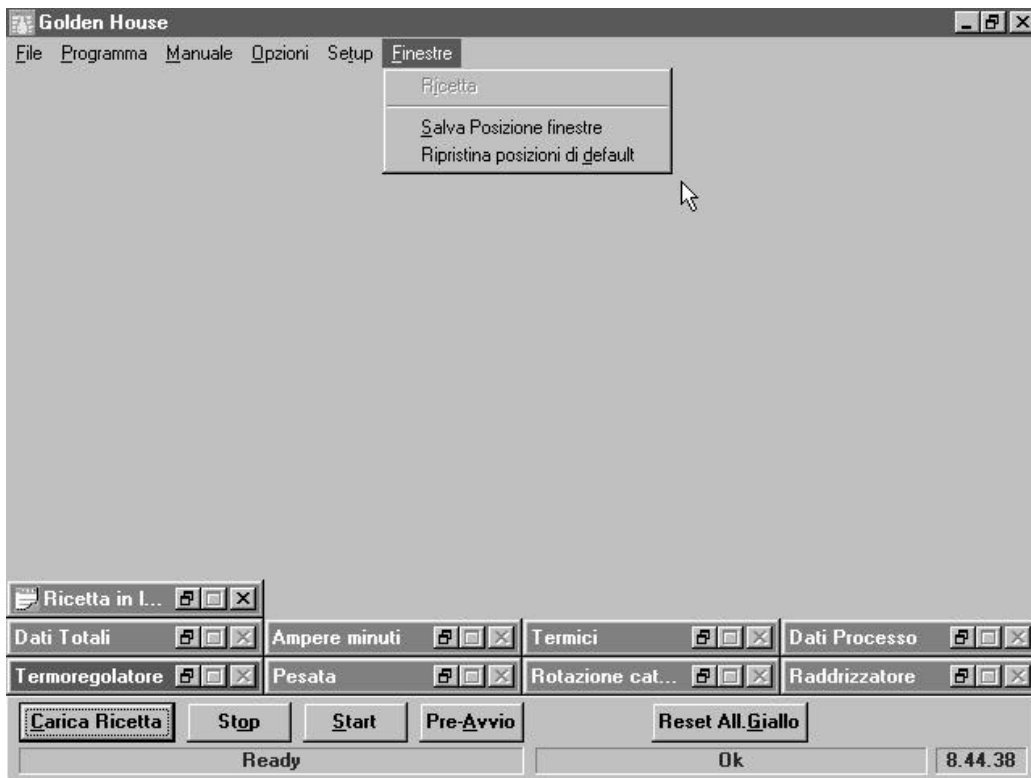 Golden House
File Programma Manuale Opzioni Setup Finestre
Ricetta
Salva Posizione finestre
Ripristina posizioni di default
Ricetta in l...
Dati Totali Ampere minuti Termici Dati Processo
Termoregolatore Pesata Rotazione cat... Raddrizzatore
Carica Ricetta Stop Start Pre-Avvio Reset All.Giallo
Ready Ok 8.44.38